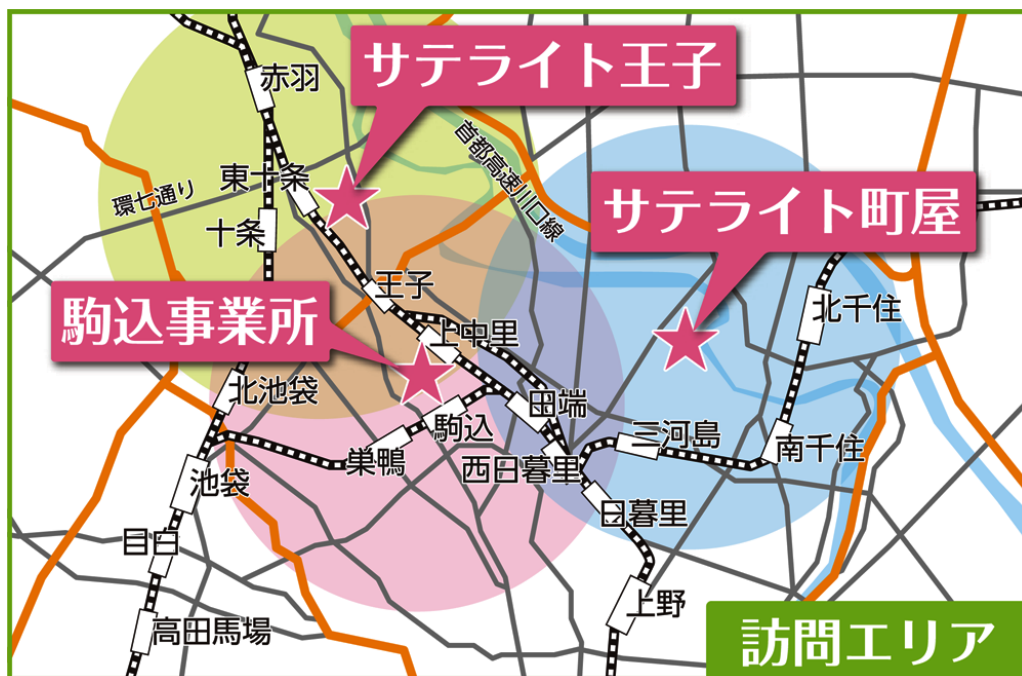 サテライト王子
赤羽
首都高速川口線
東十条
環七通り
サテライト町屋
十条
王子
駒込事業所
北千住
上中里
北池袋
田端
駒込
三河島
巣鴨
西日暮里
南千住
池袋
日暮里
目白
上野
高田馬場
訪問エリア